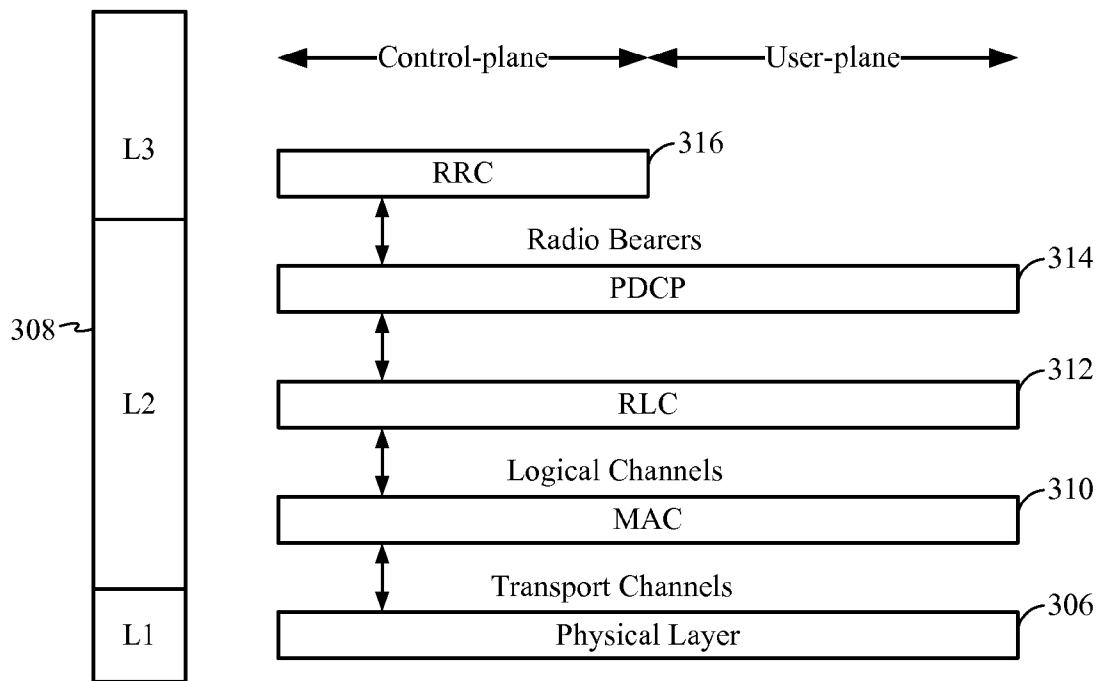 Control-plane User-plane
L3
RRC
316
Radio Bearers
PDCP
314
308
L2
RLC
312
Logical Channels
MAC
310
Transport Channels
L1
Physical Layer
306